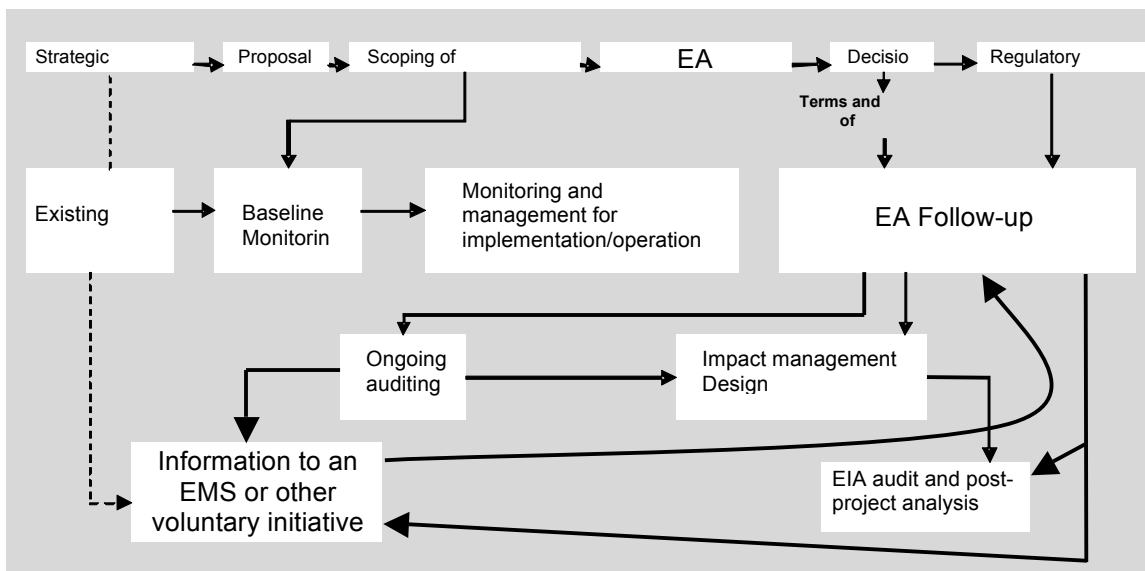 Strategic
Proposal
Scoping of
EA
Decisio
Regulatory
Terms and
of
Existing
Baseline
Monitorin
Monitoring and
management for
implementation/operation
EA Follow-up
Ongoing
auditing
Impact management
Design
Information to an
EMS or other
voluntary initiative
EIA audit and post-
project analysis